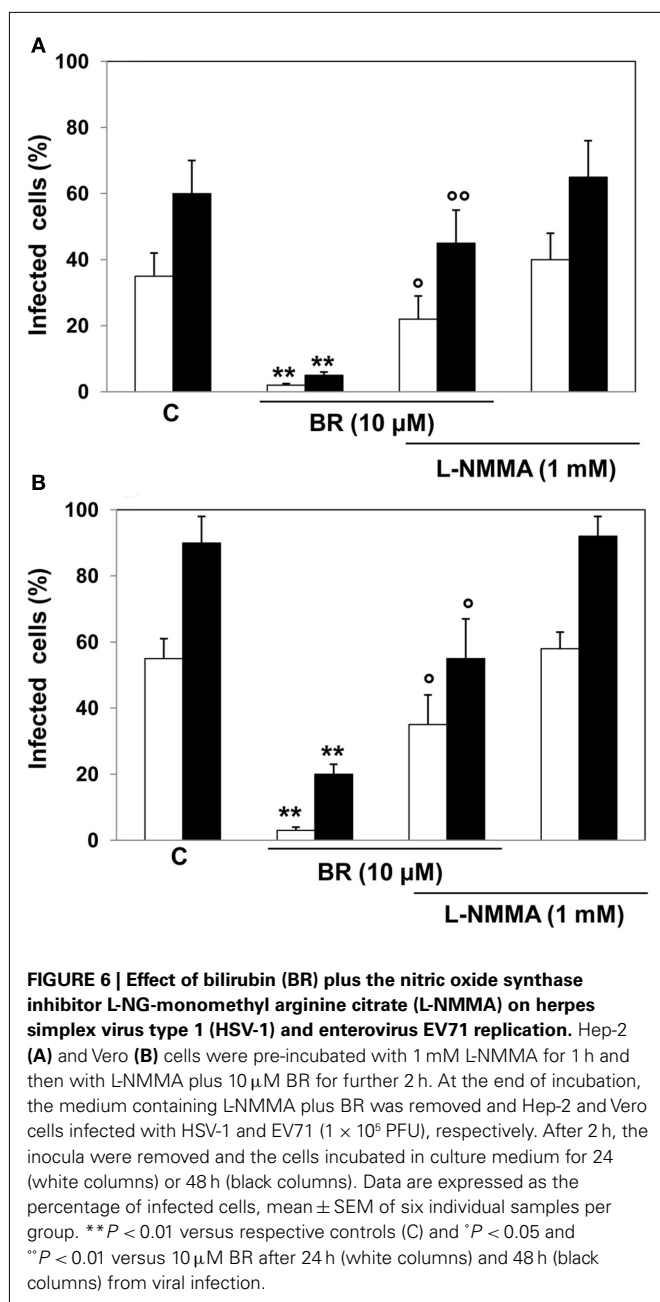 A
100
80
60
40
20
0
Infected cells (%)
** **
° °°
C
BR (10 µM)
L-NMMA (1 mM)
B
100
80
60
40
20
0
Infected cells (%)
** **
° °
C
BR (10 µM)
L-NMMA (1 mM)
FIGURE 6 | Effect of bilirubin (BR) plus the nitric oxide synthase
inhibitor L-NG-monomethyl arginine citrate (L-NMMA) on herpes
simplex virus type 1 (HSV-1) and enterovirus EV71 replication. Hep-2
(A) and Vero (B) cells were pre-incubated with 1 mM L-NMMA for 1 h and
then with L-NMMA plus 10 µM BR for further 2 h. At the end of incubation,
the medium containing L-NMMA plus BR was removed and Hep-2 and Vero
cells infected with HSV-1 and EV71 (1 × 10⁵ PFU), respectively. After 2 h, the
inocula were removed and the cells incubated in culture medium for 24
(white columns) or 48 h (black columns). Data are expressed as the
percentage of infected cells, mean ± SEM of six individual samples per
group. **P < 0.01 versus respective controls (C) and °P < 0.05 and
°°P < 0.01 versus 10 µM BR after 24 h (white columns) and 48 h (black
columns) from viral infection.